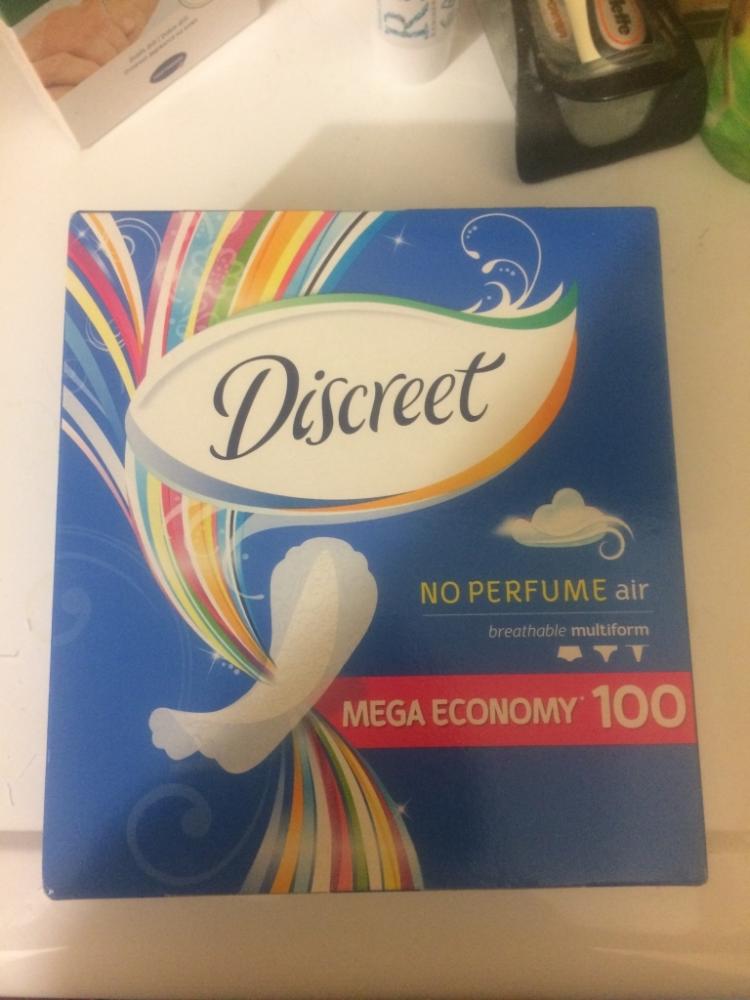 Discreet
NO PERFUME air
breathable multiform
MEGA ECONOMY* 100